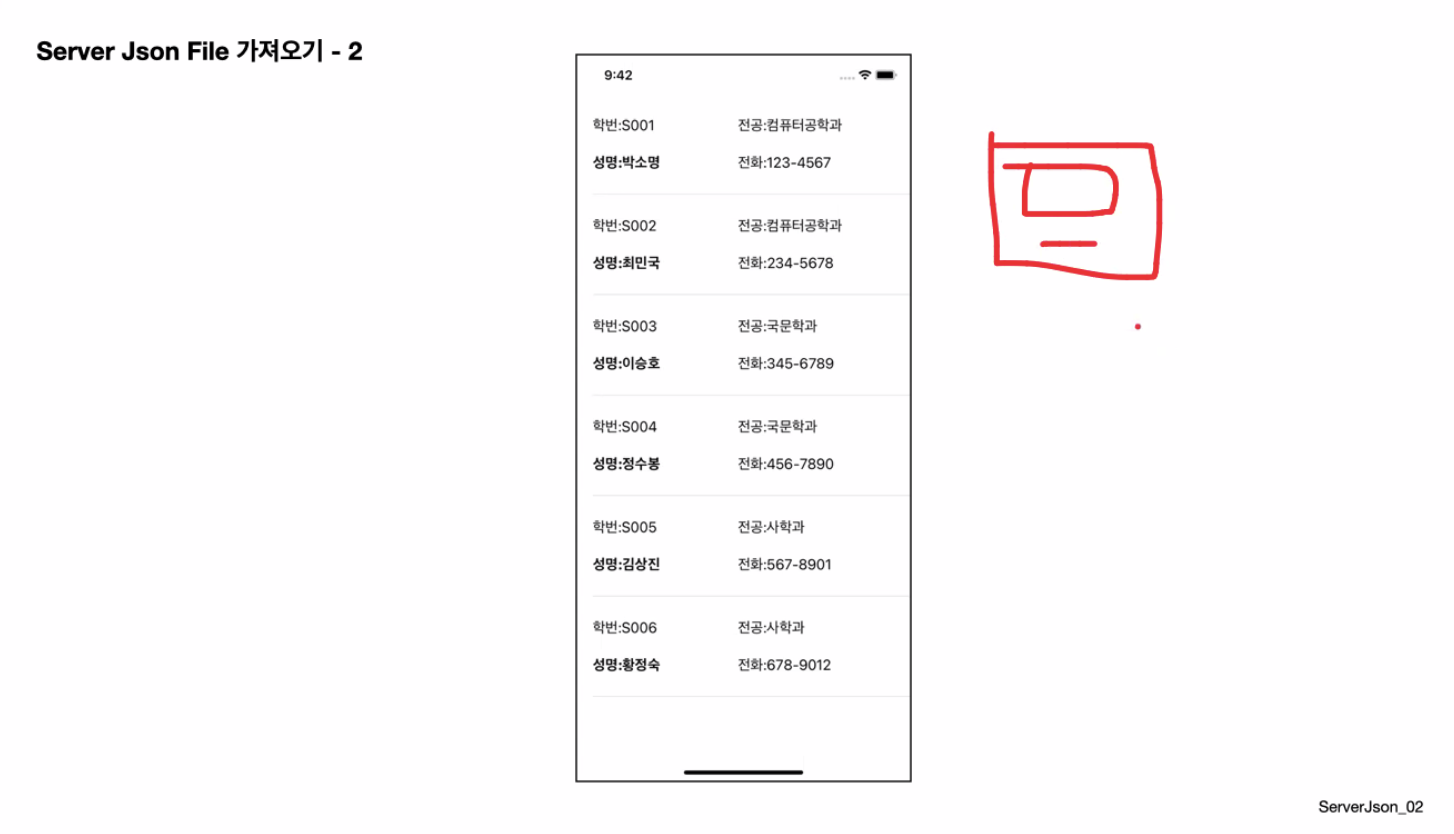 Server Json File 가져오기 - 2
9:42
학번:S001 전공:컴퓨터공학과
성명:박소명 전화:123-4567
학번:S002 전공:컴퓨터공학과
성명:최민국 전화:234-5678
학번:S003 전공:국문학과
성명:이승호 전화:345-6789
학번:S004 전공:국문학과
성명:정수봉 전화:456-7890
학번:S005 전공:사학과
성명:김상진 전화:567-8901
학번:S006 전공:사학과
성명:황정숙 전화:678-9012
ServerJson_02